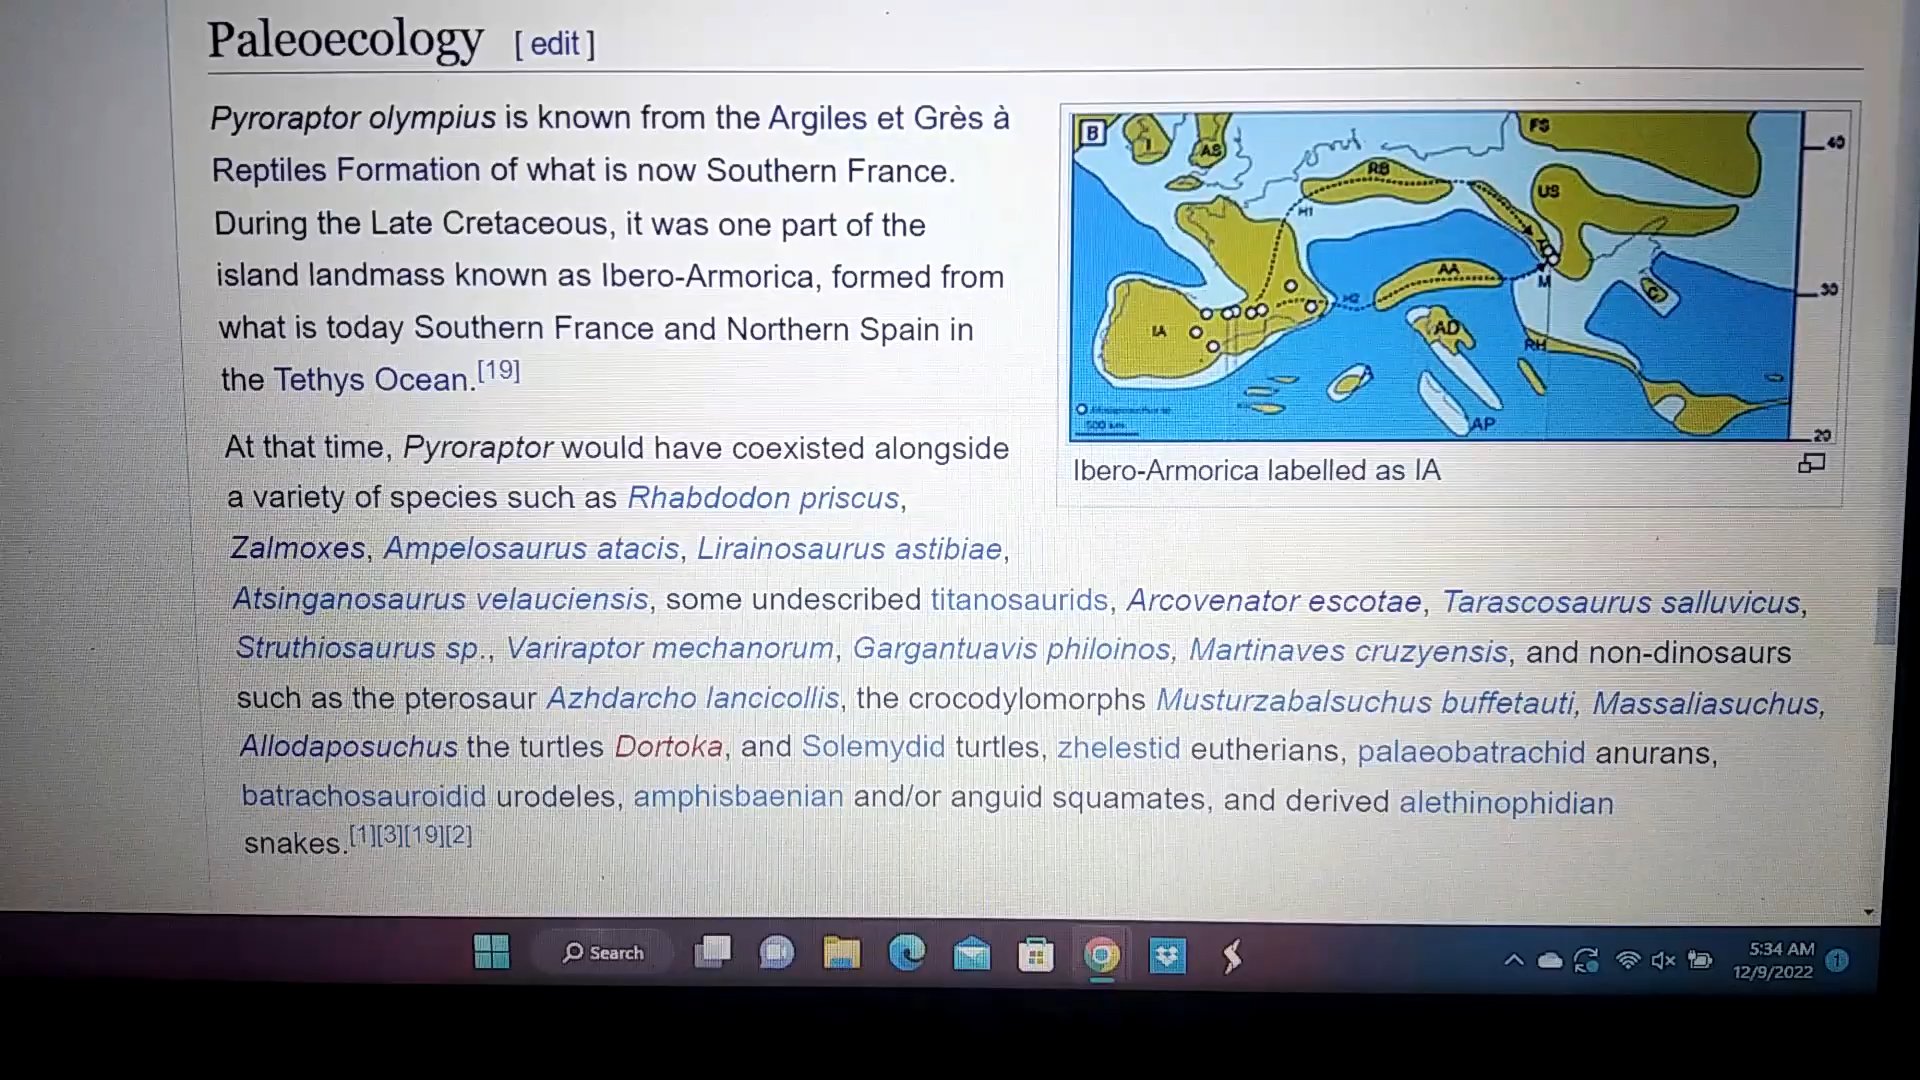 Paleoecology [ edit ]
Pyroraptor olympius is known from the Argiles et Grès à
Reptiles Formation of what is now Southern France.
During the Late Cretaceous, it was one part of the
island landmass known as Ibero-Armorica, formed from
what is today Southern France and Northern Spain in
the Tethys Ocean.[19]
B
I
AS
FS
40
RB
US
H1
AA
M
H2
30
IA
AD
RH
AP
500 km
20
Ibero-Armorica labelled as IA
At that time, Pyroraptor would have coexisted alongside
a variety of species such as Rhabdodon priscus,
Zalmoxes, Ampelosaurus atacis, Lirainosaurus astibiae,
Atsinganosaurus velauciensis, some undescribed titanosaurids, Arcovenator escotae, Tarascosaurus salluvicus,
Struthiosaurus sp., Variraptor mechanorum, Gargantuavis philoinos, Martinaves cruzyensis, and non-dinosaurs
such as the pterosaur Azhdarcho lancicollis, the crocodylomorphs Musturzabalsuchus buffetauti, Massaliasuchus,
Allodaposuchus the turtles Dortoka, and Solemydid turtles, zhelestid eutherians, palaeobatrachid anurans,
batrachosauroidid urodeles, amphisbaenian and/or anguid squamates, and derived alethinophidian
snakes.[1][3][19][2]
Search
5:34 AM
12/9/2022
1